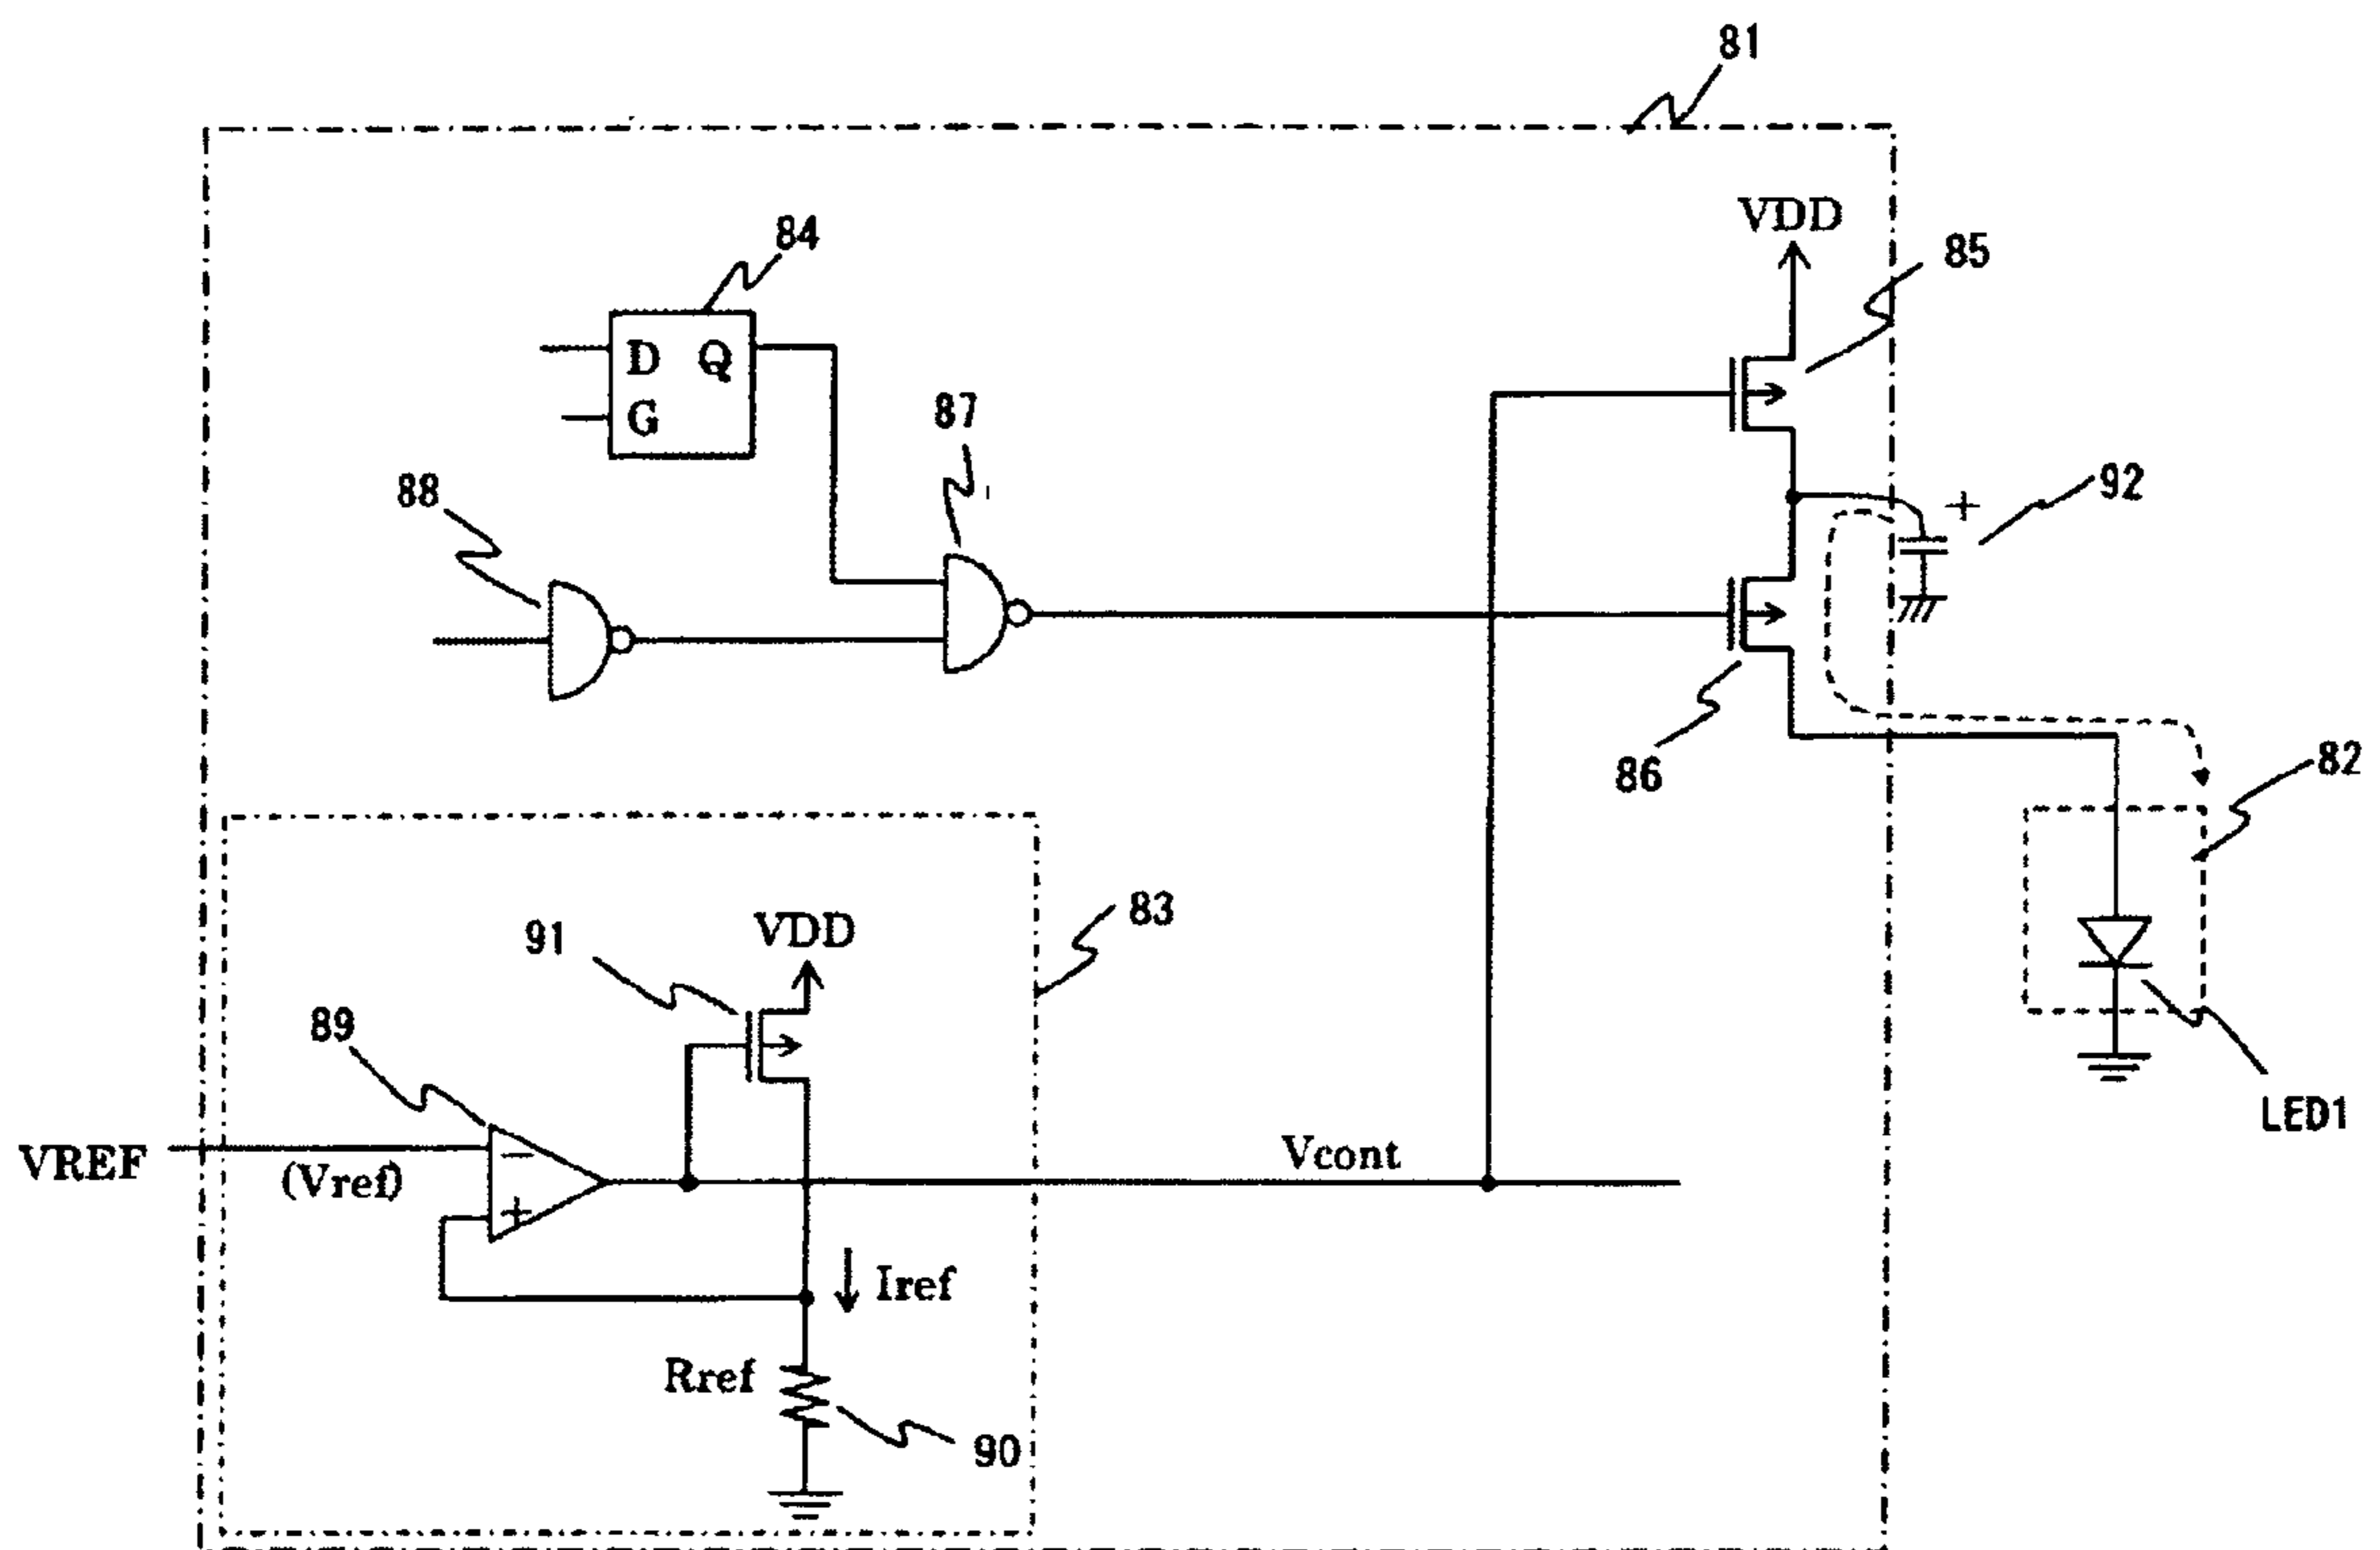 81
VDD
84
85
D Q
G
87
88
92
+
86
82
91
VDD
83
89
LED1
VREF
(Vref)
−
+
Vcont
Iref
Rref
90